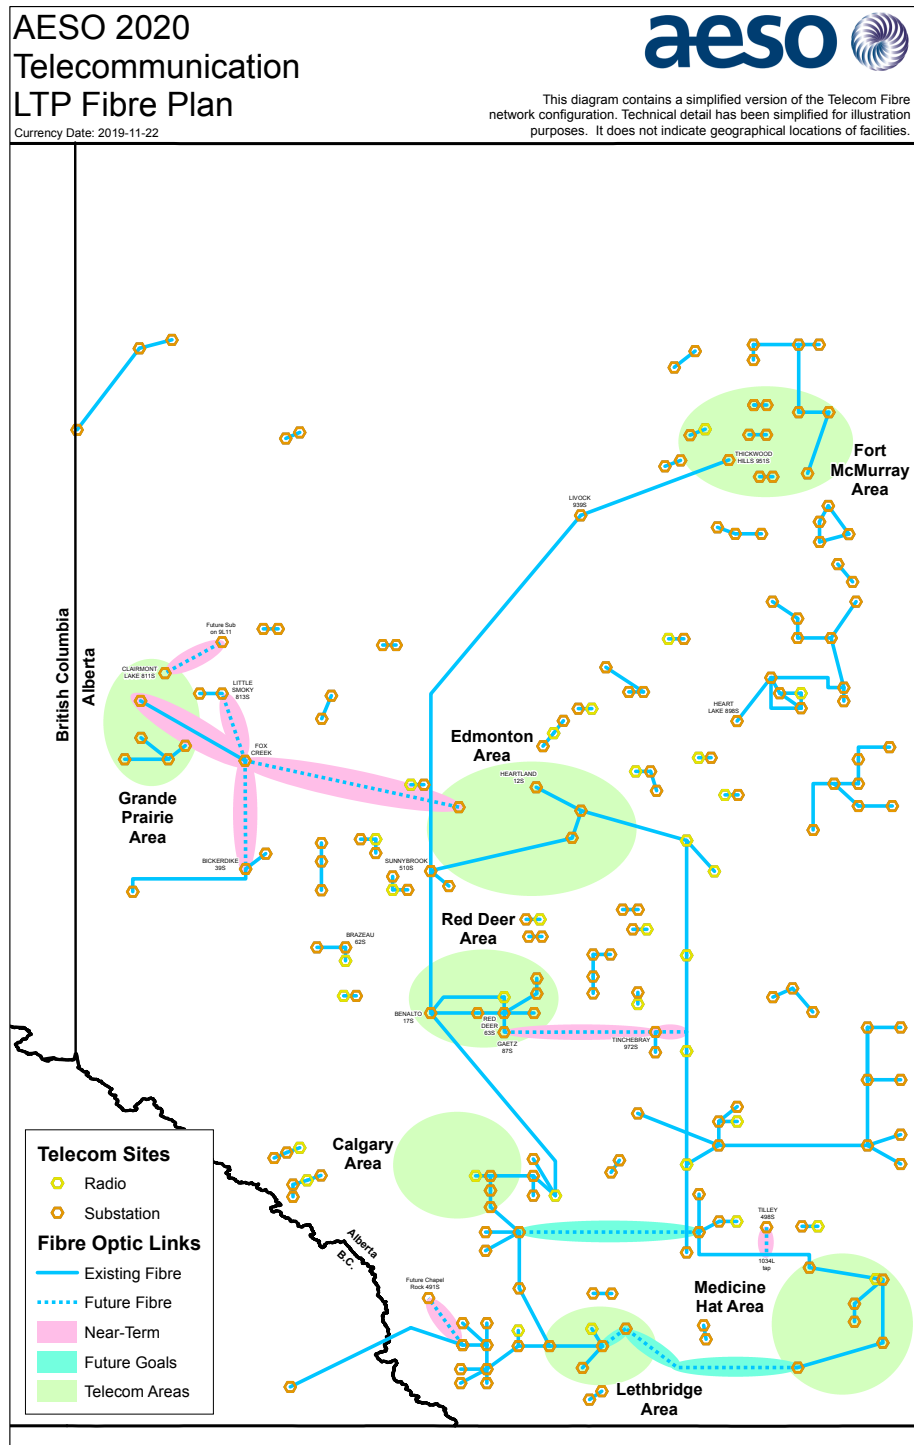 AESO 2020
Telecommunication
LTP Fibre Plan
Currency Date: 2019-11-22
aeso
This diagram contains a simplified version of the Telecom Fibre
network configuration. Technical detail has been simplified for illustration
purposes. It does not indicate geographical locations of facilities.
THICKWOOD
HILLS 951S
Fort
McMurray
Area
LIVOCK
939S
British Columbia
Alberta
Future Sub
on 9L11
CLAIRMONT
LAKE 811S
LITTLE
SMOKY
813S
HEART
LAKE 898S
FOX
CREEK
Edmonton
Area
HEARTLAND
12S
Grande
Prairie
Area
BICKERDIKE
39S
SUNNYBROOK
510S
Red Deer
Area
BRAZEAU
62S
BENALTO
17S
RED
DEER
63S
GAETZ
87S
TINCHEBRAY
972S
Calgary
Area
Telecom Sites
Radio
Substation
Fibre Optic Links
Existing Fibre
Future Fibre
Near-Term
Future Goals
Telecom Areas
Alberta
B.C.
TILLEY
498S
1034L
tap
Future Chapel
Rock 491S
Medicine
Hat Area
Lethbridge
Area